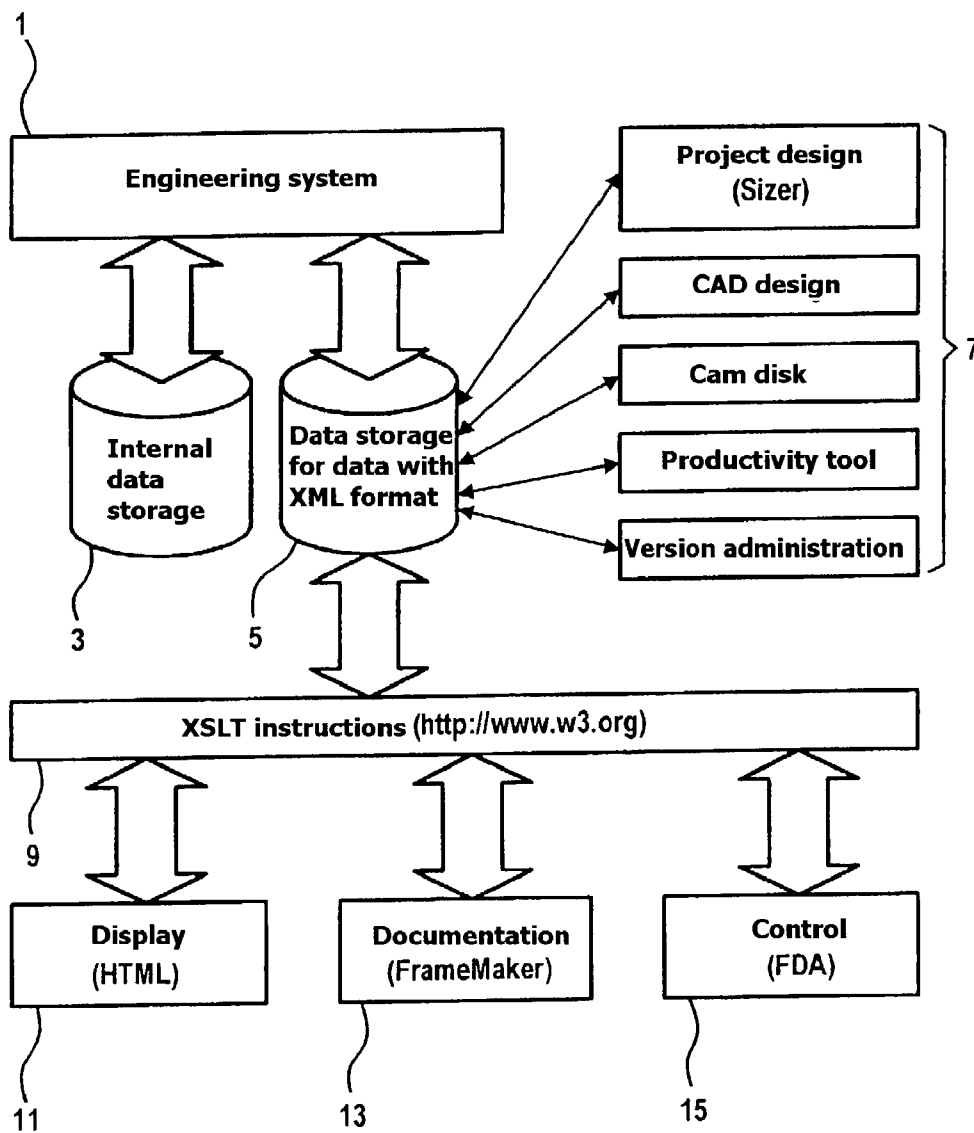 1
Engineering system
Project design
(Sizer)
CAD design
Cam disk
Productivity tool
Version administration
7
Internal
data
storage
Data storage
for data with
XML format
3
5
XSLT instructions (http://www.w3.org)
9
Display
(HTML)
Documentation
(FrameMaker)
Control
(FDA)
11
13
15